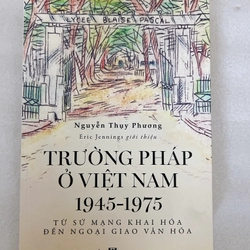 LYCEE BLAISE PASCAL
Nguyễn Thụy Phương
Eric Jennings giới thiệu
TRƯỜNG PHÁP
Ở VIỆT NAM
1945-1975
TỪ SỨ MẠNG KHAI HÓA
ĐẾN NGOẠI GIAO VĂN HÓA